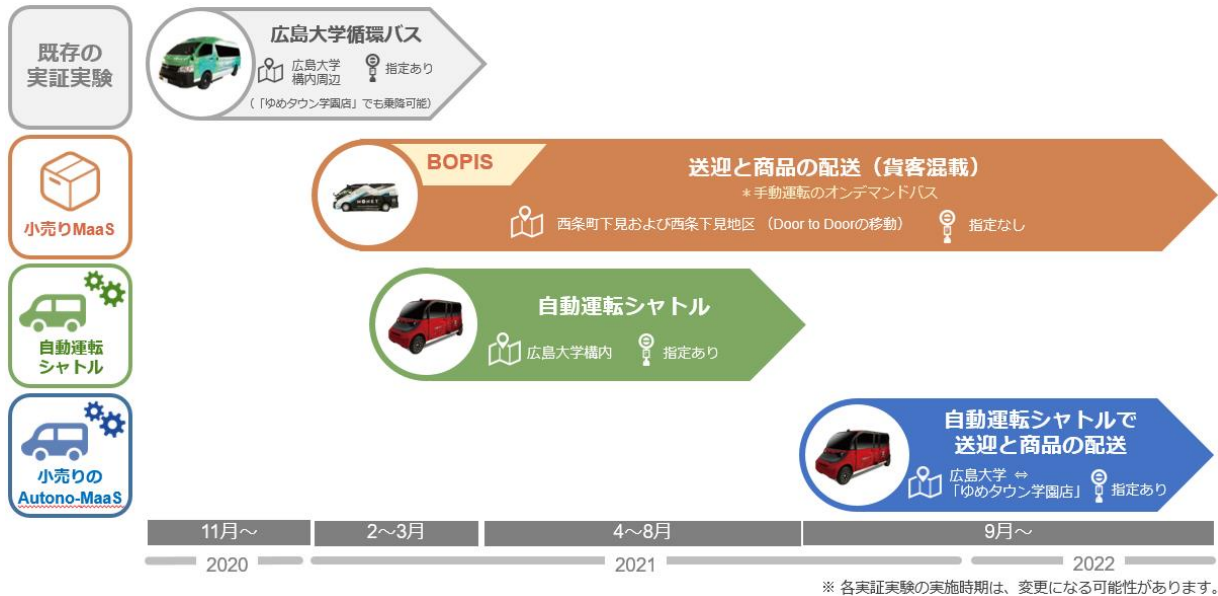 既存の
実証実験
広島大学循環バス
広島大学
構内周辺
指定あり
(「ゆめタウン学園店」でも乗降可能)
小売りMaaS
BOPIS
送迎と商品の配送（貨客混載）
＊手動運転のオンデマンドバス
西条町下見および西条下見地区 （Door to Doorの移動）
指定なし
自動運転
シャトル
自動運転シャトル
広島大学構内
指定あり
小売りの
Autono-MaaS
自動運転シャトルで
送迎と商品の配送
広島大学 ⇔
「ゆめタウン学園店」
指定あり
11月～
2～3月
4～8月
9月～
2020
2021
2022
※ 各実証実験の実施時期は、変更になる可能性があります。